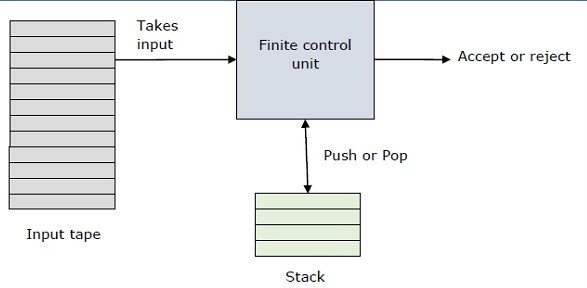 Takes
input
Finite control
unit
Accept or reject
Push or Pop
Input tape
Stack